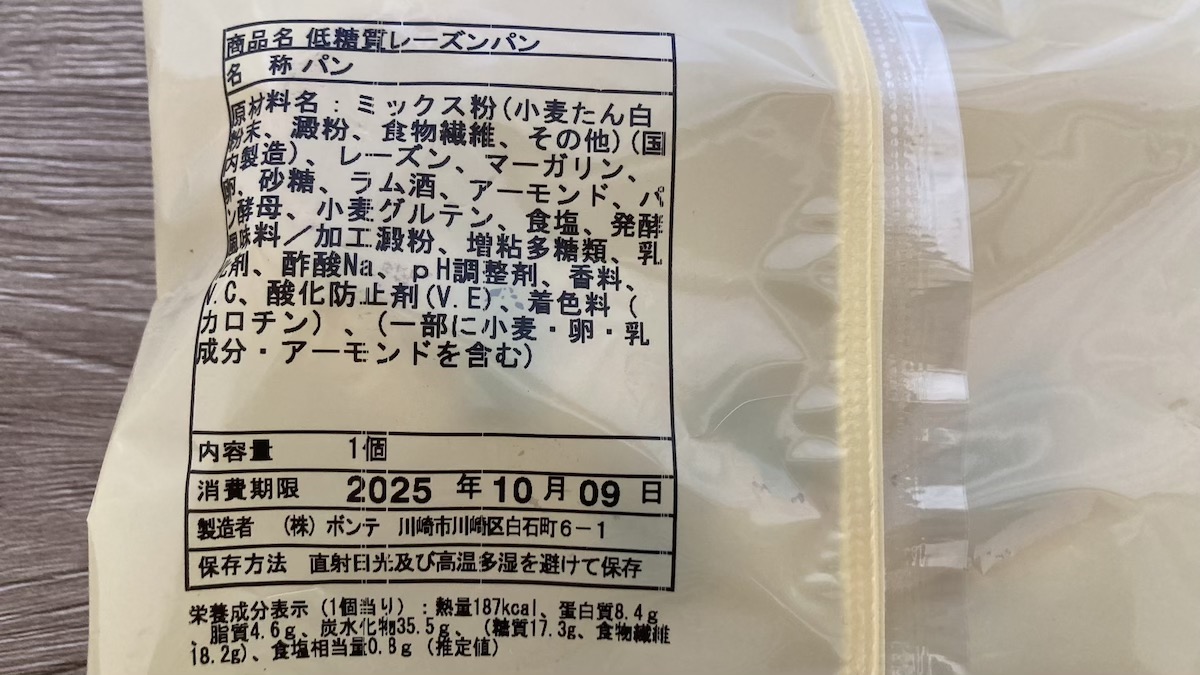 商品名 低糖質レーズンパン
名 称 パン
原材料名：ミックス粉(小麦たん白
粉末、澱粉、食物繊維、その他)(国
内製造)、レーズン、マーガリン、
卵、砂糖、ラム酒、アーモンド、パ
ン酵母、小麦グルテン、食塩、発酵
風味料／加工澱粉、増粘多糖類、乳
化剤、酢酸Na、pH調整剤、香料、
V.C、酸化防止剤(V.E)、着色料（
カロチン）、（一部に小麦・卵・乳
成分・アーモンドを含む）
内容量 1個
消費期限 2025 年 10 月 09 日
製造者 （株）ポンテ 川崎市川崎区白石町6－1
保存方法 直射日光及び高温多湿を避けて保存
栄養成分表示（1個当り）：熱量187kcal、蛋白質8.4g
、脂質4.6g、炭水化物35.5g、（糖質17.3g、食物繊維
18.2g)、食塩相当量0.8g（推定値）